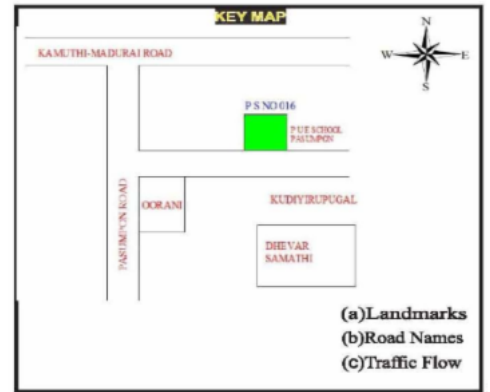 KEY MAP
N
W
E
S
KAMUTHI-MADURAI ROAD
P S NO 016
P U E SCHOOL
PASUMPON
PASUMPON ROAD
OORANI
KUDIYIRUPUGAL
DHEVAR
SAMATHI
(a)Landmarks
(b)Road Names
(c)Traffic Flow